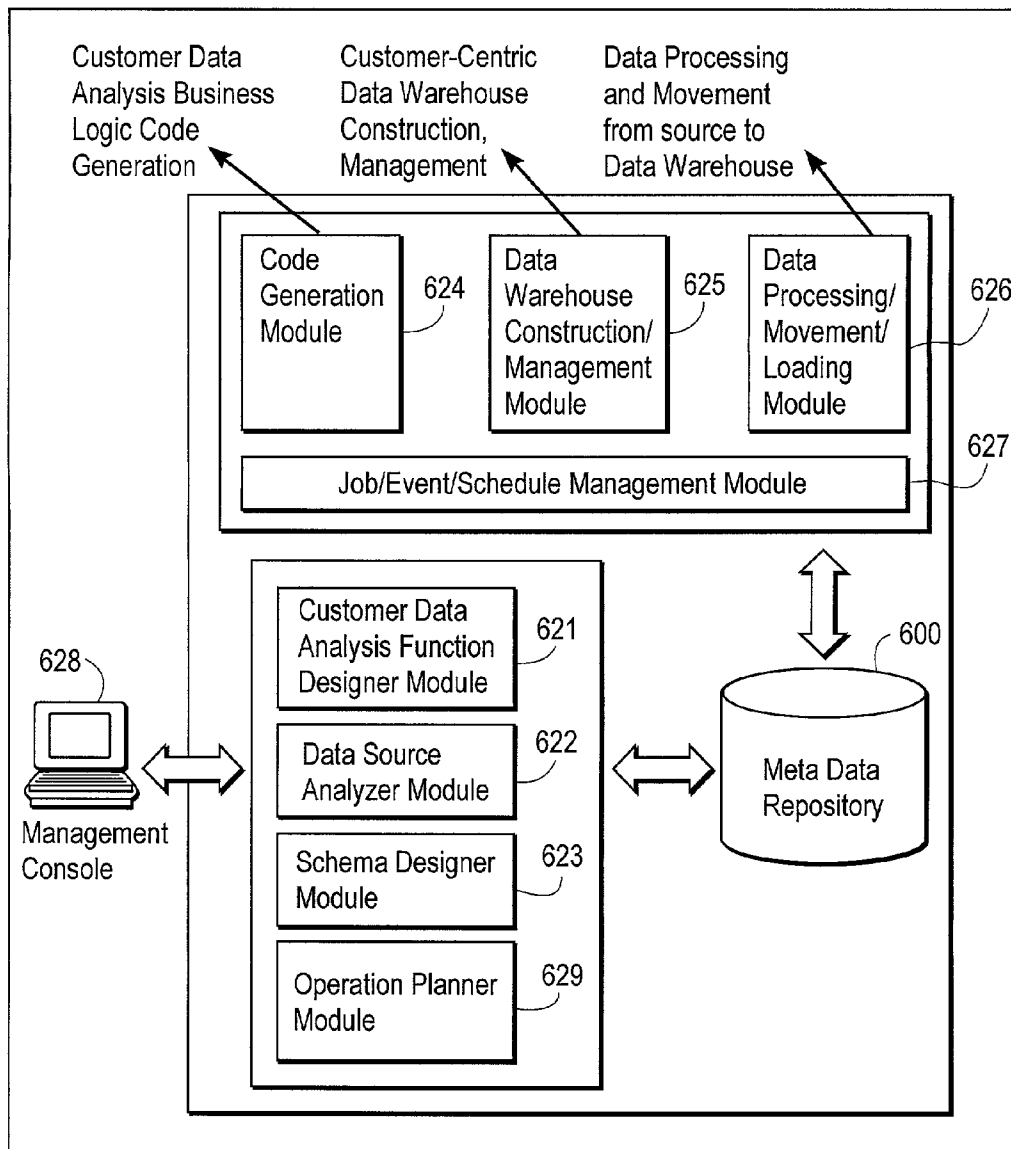 Customer Data
Analysis Business
Logic Code
Generation
Customer-Centric
Data Warehouse
Construction,
Management
Data Processing
and Movement
from source to
Data Warehouse
Code
Generation
Module
624
Data
Warehouse
Construction/
Management
Module
625
Data
Processing/
Movement/
Loading
Module
626
Job/Event/Schedule Management Module
627
Customer Data
Analysis Function
Designer Module
621
Data Source
Analyzer Module
622
Schema Designer
Module
623
Operation Planner
Module
629
628
Management
Console
600
Meta Data
Repository